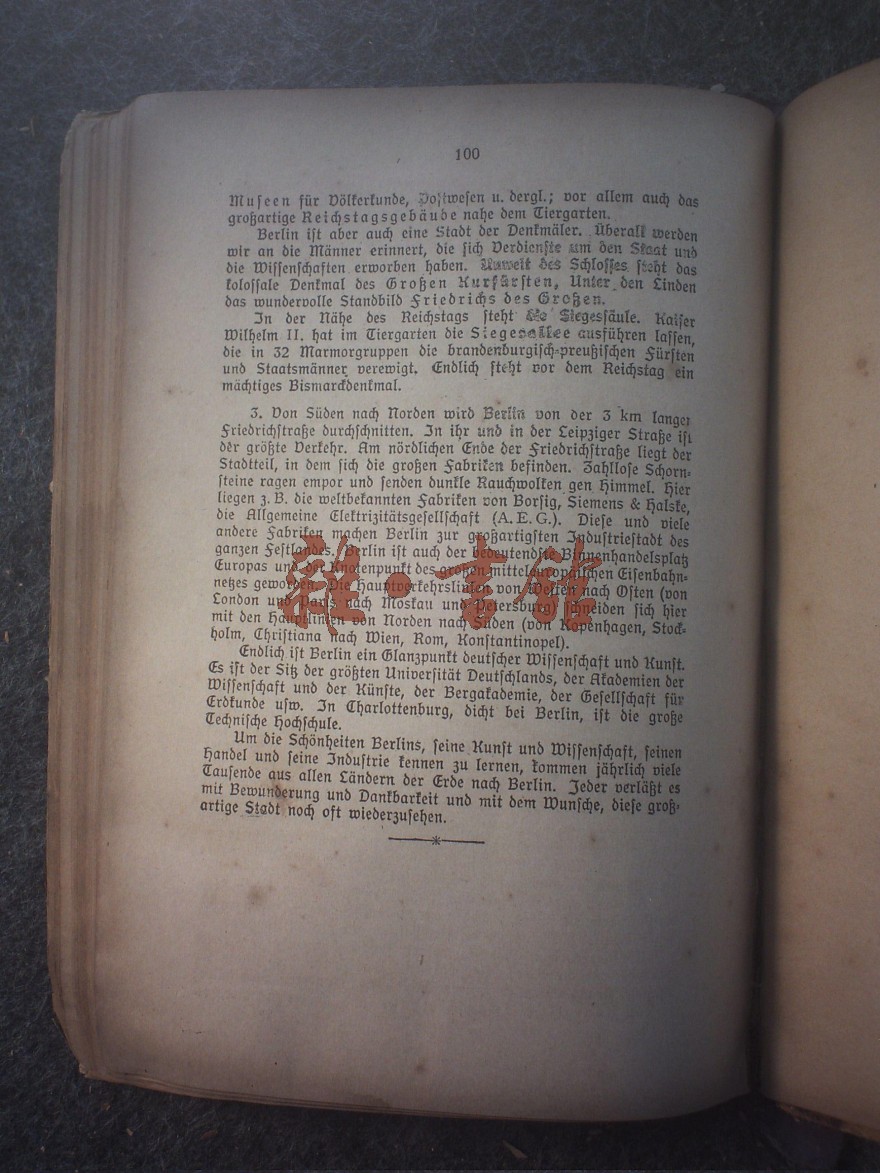 100
Museen für Völkerkunde, Postwesen u. dergl.; vor allem auch das
großartige Reichstagsgebäude nahe dem Tiergarten.
Berlin ist aber auch eine Stadt der Denkmäler. Überall werden
wir an die Männer erinnert, die sich Verdienste um den Staat und
die Wissenschaften erworben haben. Unweit des Schlosses steht das
kolossale Denkmal des Großen Kurfürsten, Unter den Linden
das wundervolle Standbild Friedrichs des Großen.
In der Nähe des Reichstags steht die Siegessäule. Kaiser
Wilhelm II. hat im Tiergarten die Siegesallee ausführen lassen,
die in 32 Marmorgruppen die brandenburgisch-preußischen Fürsten
und Staatsmänner verewigt. Endlich steht vor dem Reichstag ein
mächtiges Bismarckdenkmal.
3. Von Süden nach Norden wird Berlin von der 3 km langen
Friedrichstraße durchschnitten. In ihr und in der Leipziger Straße ist
der größte Verkehr. Am nördlichen Ende der Friedrichstraße liegt der
Stadtteil, in dem sich die großen Fabriken befinden. Zahllose Schorn-
steine ragen empor und senden dunkle Rauchwolken gen Himmel. Hier
liegen z. B. die weltbekannten Fabriken von Borsig, Siemens & Halske,
die Allgemeine Elektrizitätsgesellschaft (A. E. G.). Diese und viele
andere Fabriken machen Berlin zur großartigsten Industriestadt des
ganzen Festlandes. Berlin ist auch der bedeutendste Binnenhandelsplatz
Europas und der Knotenpunkt des großen mitteleuropäischen Eisenbahn-
netzes geworden. Die Hauptverkehrslinien von Westen nach Osten (von
London und Paris nach Moskau und Petersburg) schneiden sich hier
mit den Hauptlinien von Norden nach Süden (von Kopenhagen, Stock-
holm, Christiana nach Wien, Rom, Konstantinopel).
Endlich ist Berlin ein Glanzpunkt deutscher Wissenschaft und Kunst.
Es ist der Sitz der größten Universität Deutschlands, der Akademien der
Wissenschaft und der Künste, der Bergakademie, der Gesellschaft für
Erdkunde usw. In Charlottenburg, dicht bei Berlin, ist die große
Technische Hochschule.
Um die Schönheiten Berlins, seine Kunst und Wissenschaft, seinen
Handel und seine Industrie kennen zu lernen, kommen jährlich viele
Tausende aus allen Ländern der Erde nach Berlin. Jeder verläßt es
mit Bewunderung und Dankbarkeit und mit dem Wunsche, diese groß-
artige Stadt noch oft wiederzusehen.